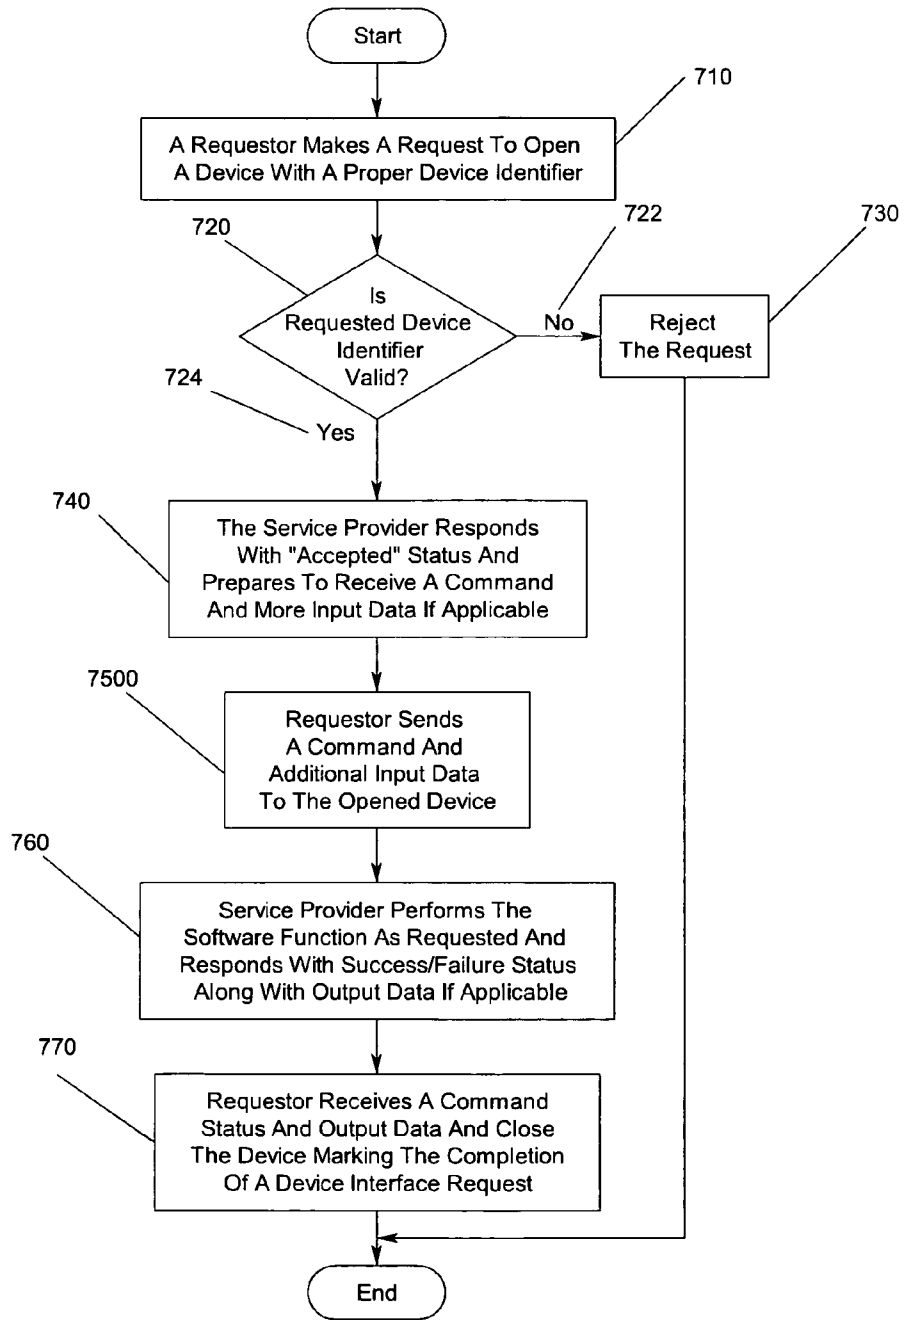 Start
710
A Requestor Makes A Request To Open
A Device With A Proper Device Identifier
720
722
730
Is
Requested Device
Identifier
Valid?
No
Reject
The Request
724
Yes
740
The Service Provider Responds
With "Accepted" Status And
Prepares To Receive A Command
And More Input Data If Applicable
7500
Requestor Sends
A Command And
Additional Input Data
To The Opened Device
760
Service Provider Performs The
Software Function As Requested And
Responds With Success/Failure Status
Along With Output Data If Applicable
770
Requestor Receives A Command
Status And Output Data And Close
The Device Marking The Completion
Of A Device Interface Request
End